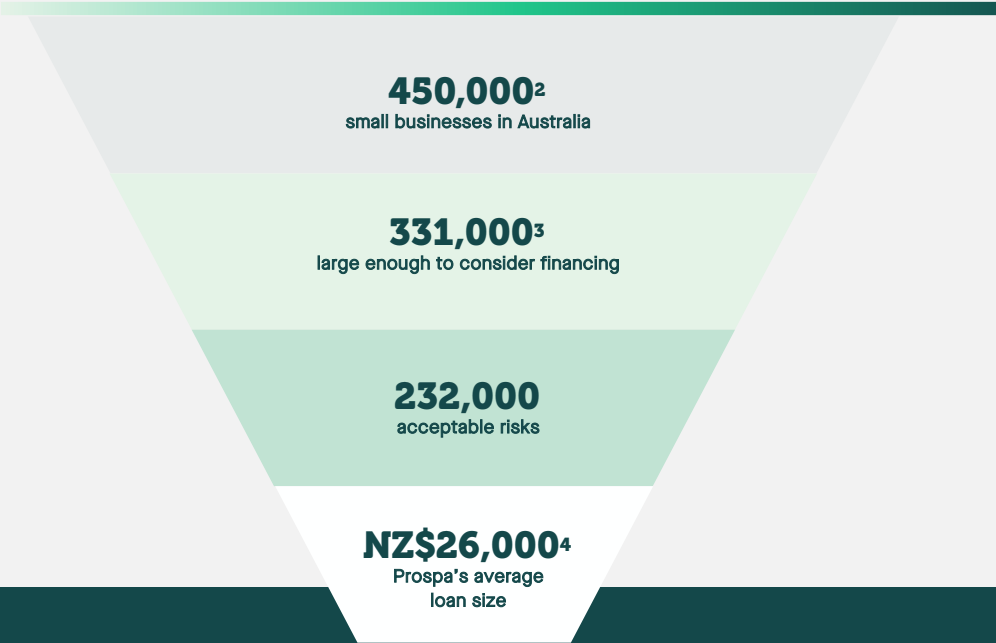 450,000²
small businesses in Australia
331,000³
large enough to consider financing
232,000
acceptable risks
NZ$26,000⁴
Prospa's average
loan size